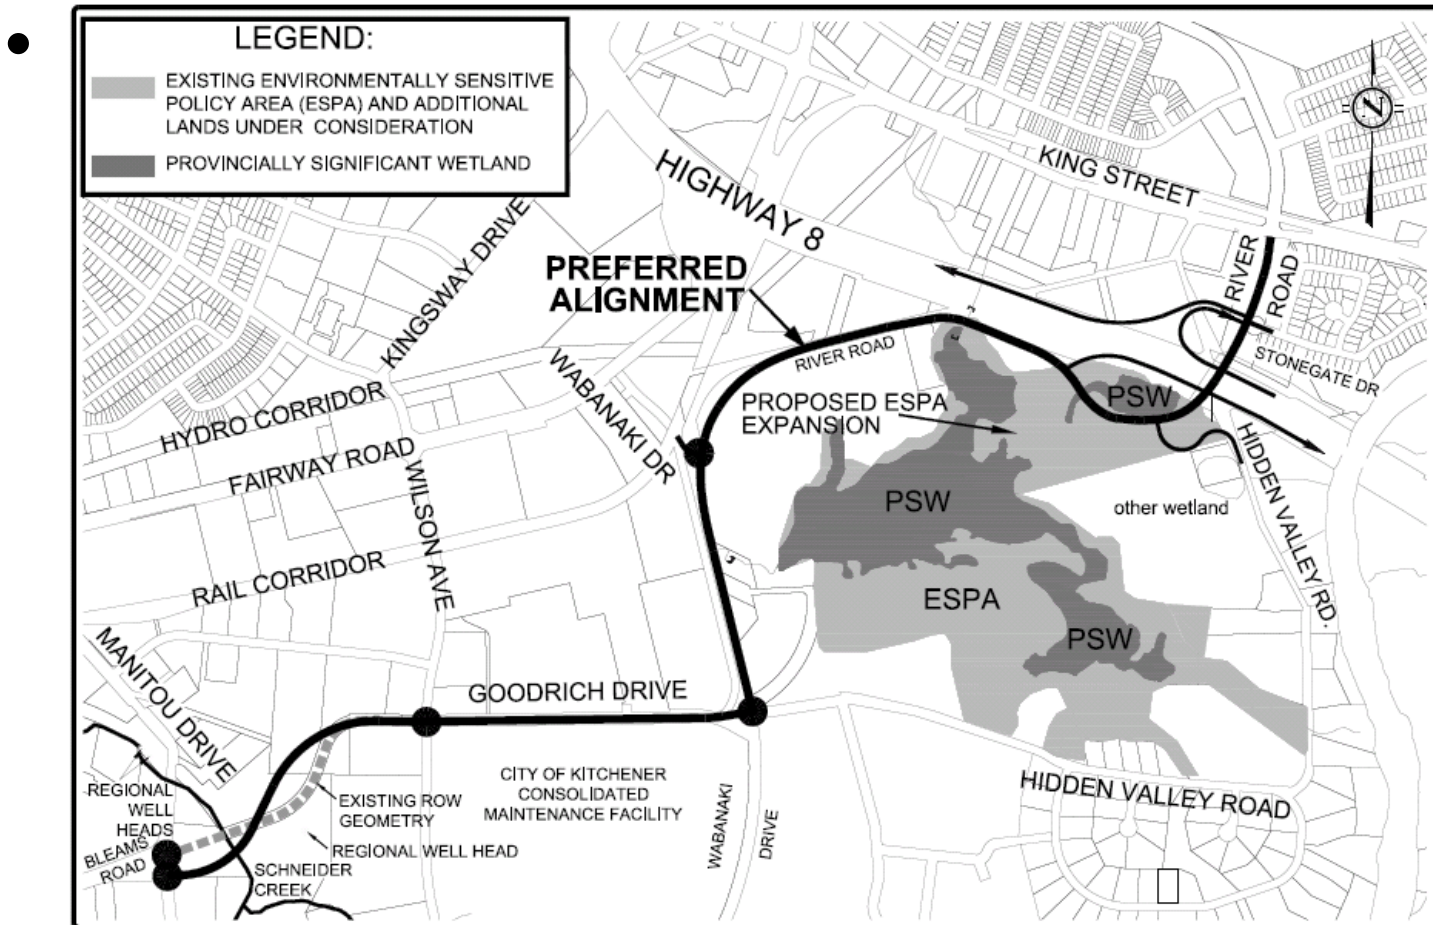 LEGEND:
EXISTING ENVIRONMENTALLY SENSITIVE
POLICY AREA (ESPA) AND ADDITIONAL
LANDS UNDER CONSIDERATION
PROVINCIALLY SIGNIFICANT WETLAND
N
KING STREET
HIGHWAY 8
KINGSWAY DRIVE
PREFERRED
ALIGNMENT
RIVER
ROAD
RIVER ROAD
STONEGATE DR
WABANAKI DR
HYDRO CORRIDOR
PROPOSED ESPA
EXPANSION
PSW
FAIRWAY ROAD
WILSON AVE
HIDDEN VALLEY RD.
PSW
other wetland
RAIL CORRIDOR
ESPA
PSW
MANITOU DRIVE
GOODRICH DRIVE
REGIONAL
WELL
HEADS
EXISTING ROW
GEOMETRY
CITY OF KITCHENER
CONSOLIDATED
MAINTENANCE FACILITY
WABANAKI
DRIVE
HIDDEN VALLEY ROAD
BLEAMS
ROAD
REGIONAL WELL HEAD
SCHNEIDER
CREEK